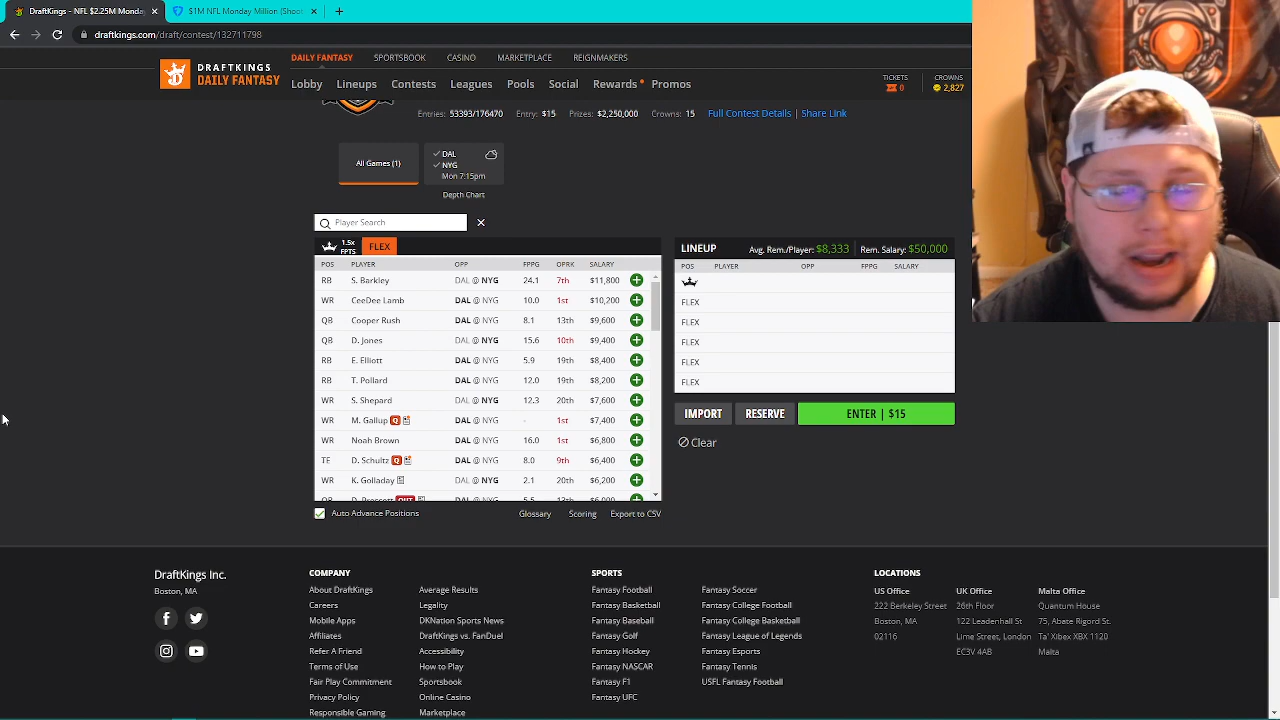 DraftKings - NFL $2.25M Monday
$1M NFL Monday Million (Shoot
draftkings.com/draft/contest/132711798
DAILY FANTASY SPORTSBOOK CASINO MARKETPLACE REIGNMAKERS
DRAFTKINGS
DAILY FANTASY
Lobby Lineups Contests Leagues Pools Social Rewards Promos
TICKETS CROWNS
0 2,827
Entries: 53393/176470 Entry: $15 Prizes: $2,250,000 Crowns: 15 Full Contest Details | Share Link
All Games (1)
DAL
NYG
Mon 7:15pm
Depth Chart
Player Search
1.5x
FPTS
FLEX
POS PLAYER OPP FPPG OPRK SALARY
RB S. Barkley DAL @ NYG 24.1 7th $11,800
WR CeeDee Lamb DAL @ NYG 10.0 1st $10,200
QB Cooper Rush DAL @ NYG 8.1 13th $9,600
QB D. Jones DAL @ NYG 15.6 10th $9,400
RB E. Elliott DAL @ NYG 5.9 19th $8,400
RB T. Pollard DAL @ NYG 12.0 19th $8,200
WR S. Shepard DAL @ NYG 12.3 20th $7,600
WR M. Gallup Q DAL @ NYG - 1st $7,400
WR Noah Brown DAL @ NYG 16.0 1st $6,800
TE D. Schultz Q DAL @ NYG 8.0 9th $6,400
WR K. Golladay DAL @ NYG 2.1 20th $6,200
QB D. Prescott OUT DAL @ NYG 5.5 13th $6,000
LINEUP Avg. Rem./Player: $8,333 Rem. Salary: $50,000
POS PLAYER OPP FPPG SALARY
FLEX
FLEX
FLEX
FLEX
FLEX
IMPORT RESERVE ENTER | $15
Clear
Auto Advance Positions Glossary Scoring Export to CSV
DraftKings Inc.
Boston, MA
COMPANY
About DraftKings
Careers
Mobile Apps
Affiliates
Refer A Friend
Terms of Use
Fair Play Commitment
Privacy Policy
Responsible Gaming
Average Results
Legality
DKNation Sports News
DraftKings vs. FanDuel
Accessibility
How to Play
Sportsbook
Online Casino
Marketplace
SPORTS
Fantasy Football
Fantasy Basketball
Fantasy Baseball
Fantasy Golf
Fantasy Hockey
Fantasy NASCAR
Fantasy F1
Fantasy UFC
Fantasy Soccer
Fantasy College Football
Fantasy College Basketball
Fantasy League of Legends
Fantasy Esports
Fantasy Tennis
USFL Fantasy Football
LOCATIONS
US Office
222 Berkeley Street
Boston, MA
02116
UK Office
26th Floor
122 Leadenhall St
Lime Street, London
EC3V 4AB
Malta Office
Punctuum House
75, Abate Rigord St.
Ta' Xibex XBX 1120
Malta